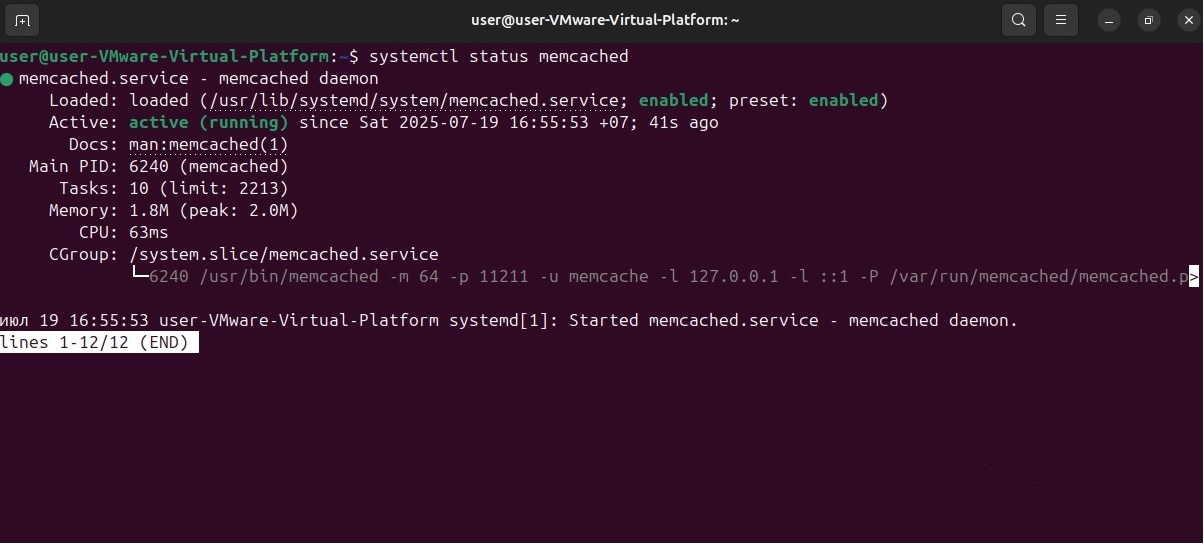 user@user-VMware-Virtual-Platform: ~
user@user-VMware-Virtual-Platform:~$ systemctl status memcached
memcached.service - memcached daemon
Loaded: loaded (/usr/lib/systemd/system/memcached.service; enabled; preset: enabled)
Active: active (running) since Sat 2025-07-19 16:55:53 +07; 41s ago
Docs: man:memcached(1)
Main PID: 6240 (memcached)
Tasks: 10 (limit: 2213)
Memory: 1.8M (peak: 2.0M)
CPU: 63ms
CGroup: /system.slice/memcached.service
└─6240 /usr/bin/memcached -m 64 -p 11211 -u memcache -l 127.0.0.1 -l ::1 -P /var/run/memcached/memcached.p>
июл 19 16:55:53 user-VMware-Virtual-Platform systemd[1]: Started memcached.service - memcached daemon.
lines 1-12/12 (END)